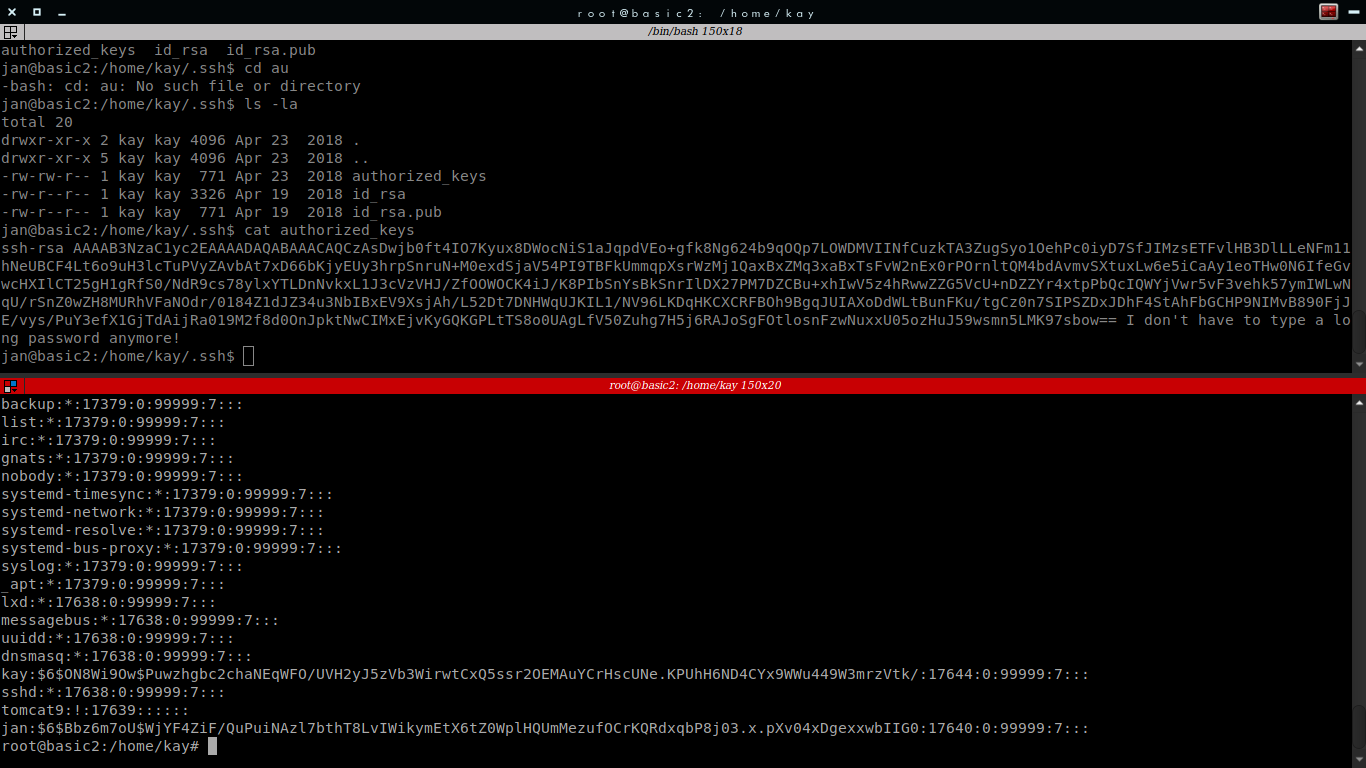 root@basic2: /home/kay
/bin/bash 150x18
authorized_keys  id_rsa  id_rsa.pub
jan@basic2:/home/kay/.ssh$ cd au
-bash: cd: au: No such file or directory
jan@basic2:/home/kay/.ssh$ ls -la
total 20
drwxr-xr-x 2 kay kay 4096 Apr 23  2018 .
drwxr-xr-x 5 kay kay 4096 Apr 23  2018 ..
-rw-rw-r-- 1 kay kay  771 Apr 23  2018 authorized_keys
-rw-r--r-- 1 kay kay 3326 Apr 19  2018 id_rsa
-rw-r--r-- 1 kay kay  771 Apr 19  2018 id_rsa.pub
jan@basic2:/home/kay/.ssh$ cat authorized_keys
ssh-rsa AAAAB3NzaC1yc2EAAAADAQABAAACAQCzAsDwjb0ft4IO7Kyux8DWocNiS1aJqpdVEo+gfk8Ng624b9qOQp7LOWDMVIINfCuzkTA3ZugSyo1OehPc0iyD7SfJIMzsETFvlHB3DlLLeNFm11
hNeUBCF4Lt6o9uH3lcTuPVyZAvbAt7xD66bKjyEUy3hrpSnruN+M0exdSjaV54PI9TBFkUmmqpXsrWzMj1QaxBxZMq3xaBxTsFvW2nEx0rPOrnltQM4bdAvmvSXtuxLw6e5iCaAy1eoTHw0N6IfeGv
wcHXIlCT25gH1gRfS0/NdR9cs78ylxYTLDnNvkxL1J3cVzVHJ/ZfOOWOCK4iJ/K8PIbSnYsBkSnrIlDX27PM7DZCBu+xhIwV5z4hRwwZZG5VcU+nDZZYr4xtpPbQcIQWYjVwr5vF3vehk57ymIWLwN
qU/rSnZ0wZH8MURhVFaNOdr/0184Z1dJZ34u3NbIBxEV9XsjAh/L52Dt7DNHWqUJKIL1/NV96LKDqHKCXCRFBOh9BgqJUIAXoDdWLtBunFKu/tgCz0n7SIPSZDxJDhF4StAhFbGCHP9NIMvB890FjJ
E/vys/PuY3efX1GjTdAijRa019M2f8d0OnJpktNwCIMxEjvKyGQKGPLtTS8o0UAgLfV50Zuhg7H5j6RAJoSgFOtlosnFzwNuxxU05ozHuJ59wsmn5LMK97sbow== I don't have to type a lo
ng password anymore!
jan@basic2:/home/kay/.ssh$
root@basic2: /home/kay 150x20
backup:*:17379:0:99999:7:::
list:*:17379:0:99999:7:::
irc:*:17379:0:99999:7:::
gnats:*:17379:0:99999:7:::
nobody:*:17379:0:99999:7:::
systemd-timesync:*:17379:0:99999:7:::
systemd-network:*:17379:0:99999:7:::
systemd-resolve:*:17379:0:99999:7:::
systemd-bus-proxy:*:17379:0:99999:7:::
syslog:*:17379:0:99999:7:::
_apt:*:17379:0:99999:7:::
lxd:*:17638:0:99999:7:::
messagebus:*:17638:0:99999:7:::
uuidd:*:17638:0:99999:7:::
dnsmasq:*:17638:0:99999:7:::
kay:$6$ON8Wi9Ow$Puwzhgbc2chaNEqWFO/UVH2yJ5zVb3WirwtCxQ5ssr2OEMAuYCrHscUNe.KPUhH6ND4CYx9WWu449W3mrzVtk/:17644:0:99999:7:::
sshd:*:17638:0:99999:7:::
tomcat9:!:17639::::::
jan:$6$Bbz6m7oU$WjYF4ZiF/QuPuiNAzl7bthT8LvIWikymEtX6tZ0WplHQUmMezufOCrKQRdxqbP8j03.x.pXv04xDgexxwbIIG0:17640:0:99999:7:::
root@basic2:/home/kay#